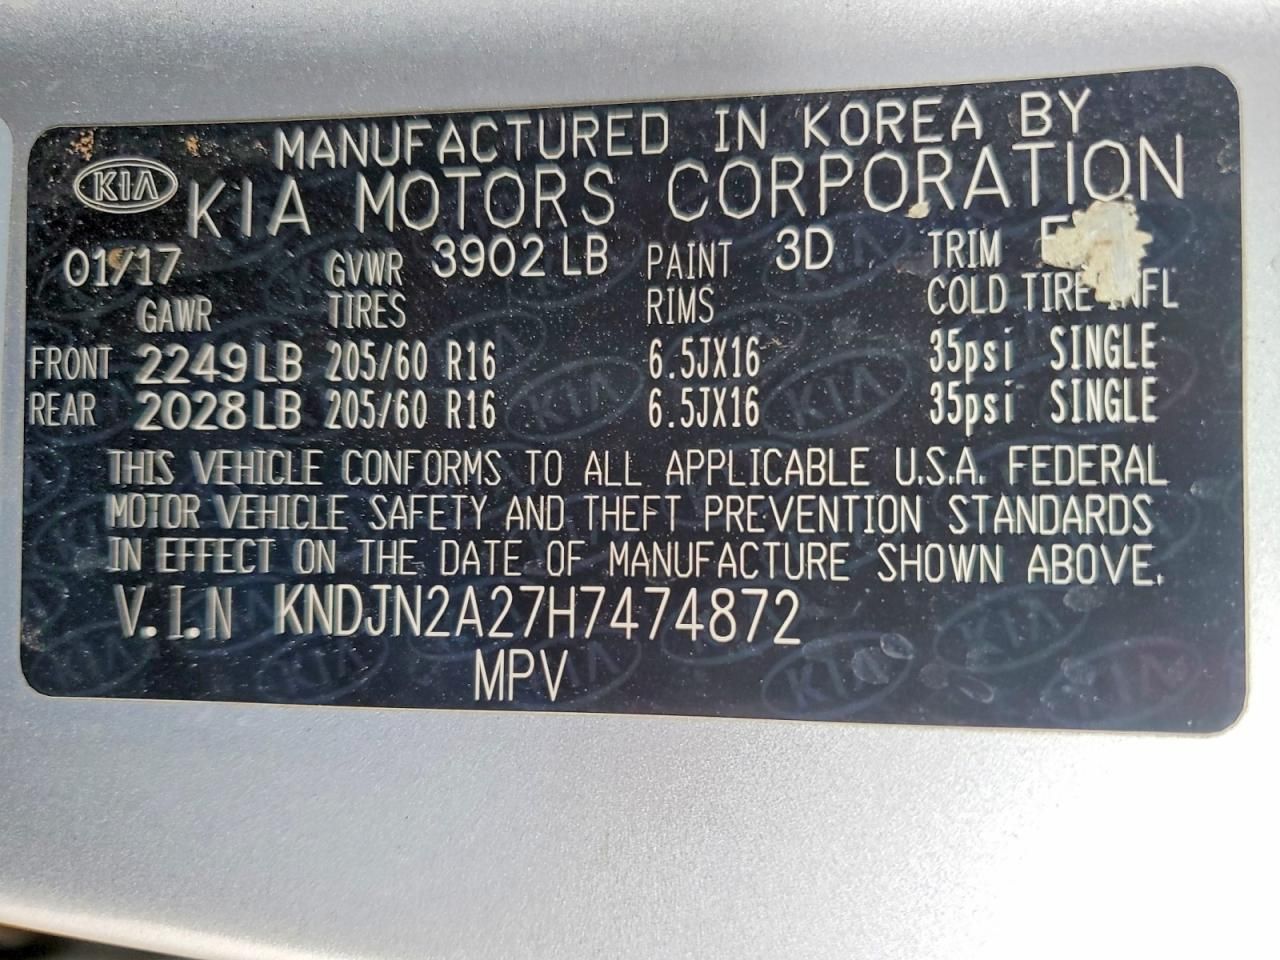 MANUFACTURED IN KOREA BY
KIA KIA MOTORS CORPORATION
01/17 GVWR 3902 LB PAINT 3D TRIM
GAWR TIRES RIMS COLD TIRE INFL
FRONT 2249 LB 205/60 R16 6.5JX16 35psi SINGLE
REAR 2028 LB 205/60 R16 6.5JX16 35psi SINGLE
THIS VEHICLE CONFORMS TO ALL APPLICABLE U.S.A. FEDERAL
MOTOR VEHICLE SAFETY AND THEFT PREVENTION STANDARDS
IN EFFECT ON THE DATE OF MANUFACTURE SHOWN ABOVE.
V.I.N KNDJN2A27H7474872
MPV